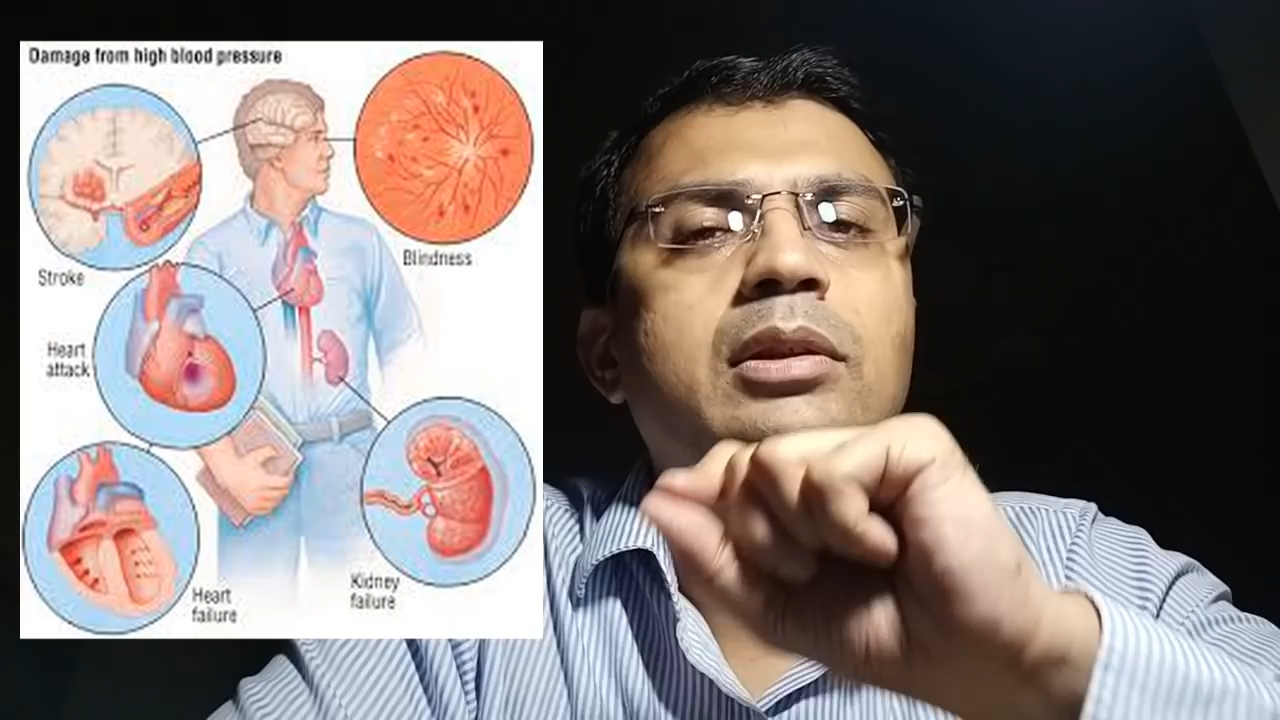 Damage from high blood pressure
Stroke
Blindness
Heart
attack
Heart
failure
Kidney
failure